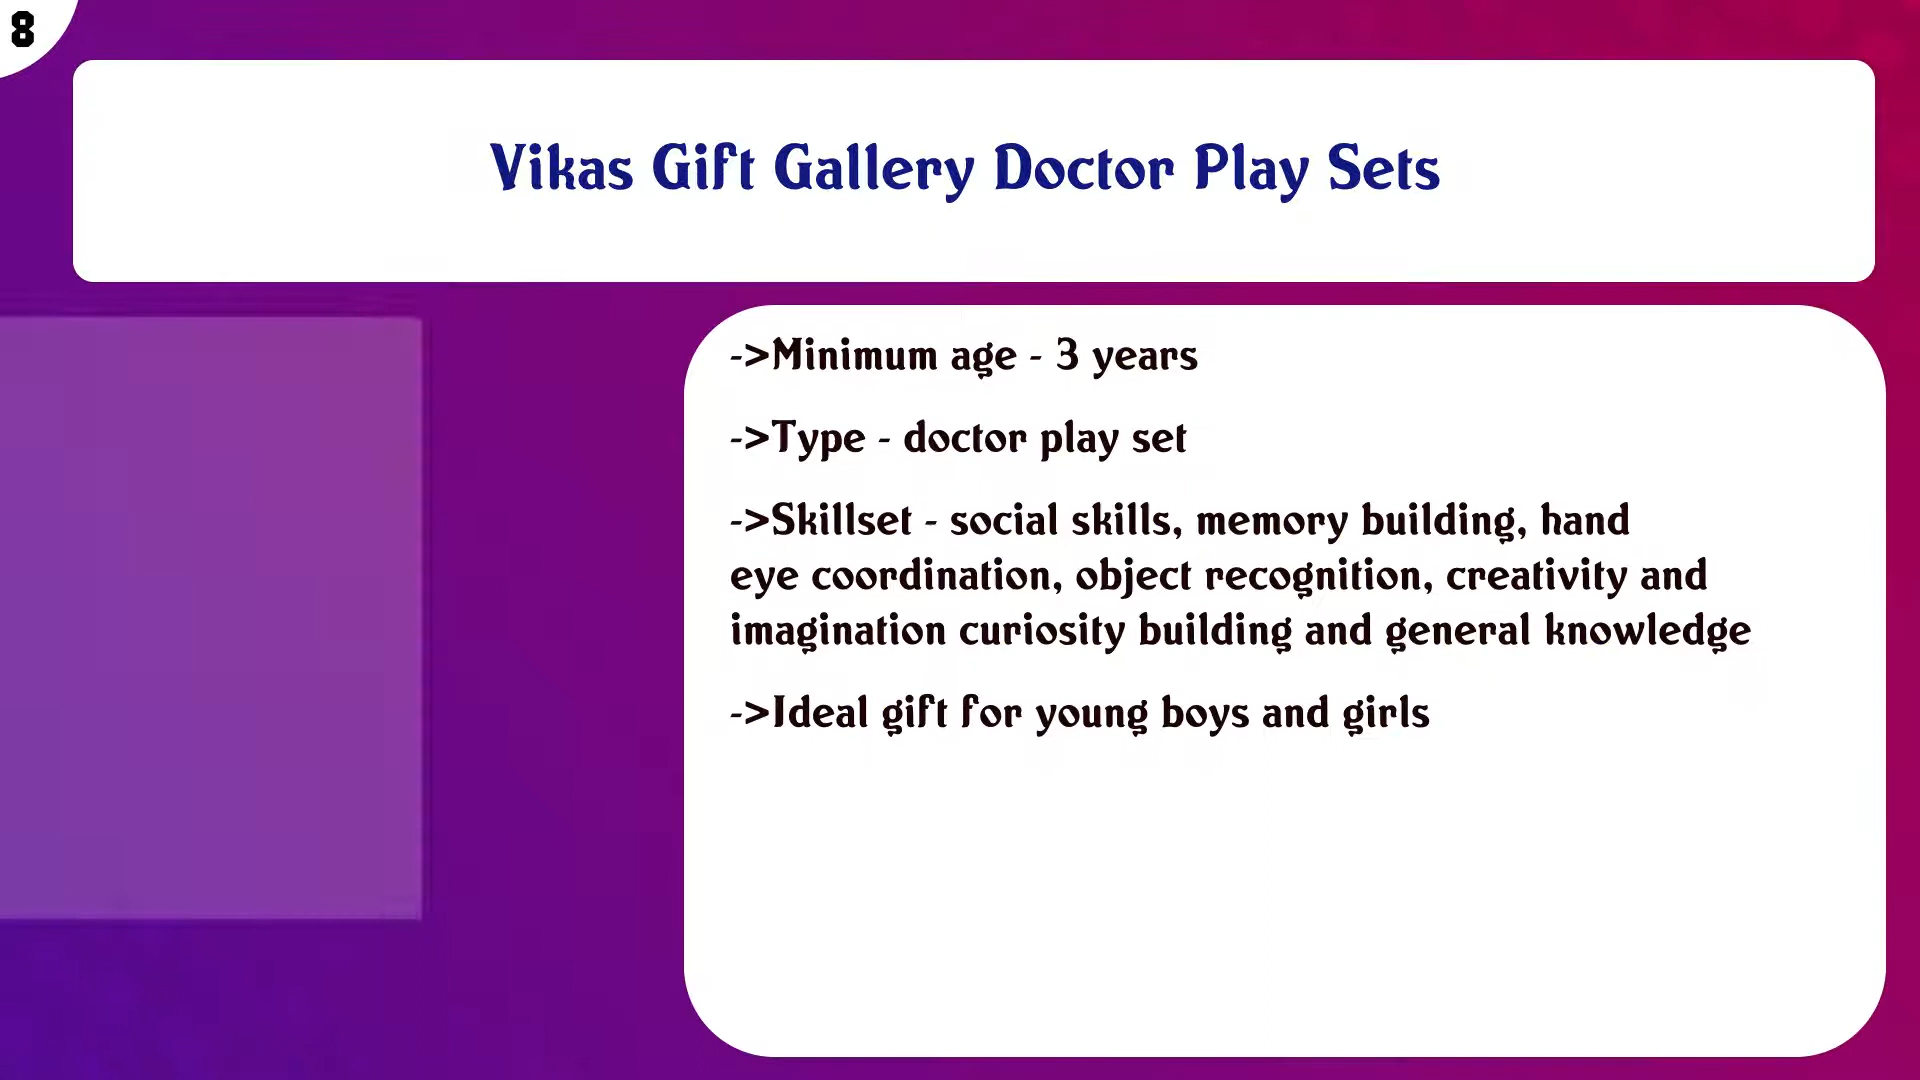 8
Vikas Gift Gallery Doctor Play Sets
->Minimum age - 3 years
->Type - doctor play set
->Skillset - social skills, memory building, hand
eye coordination, object recognition, creativity and
imagination curiosity building and general knowledge
->Ideal gift for young boys and girls